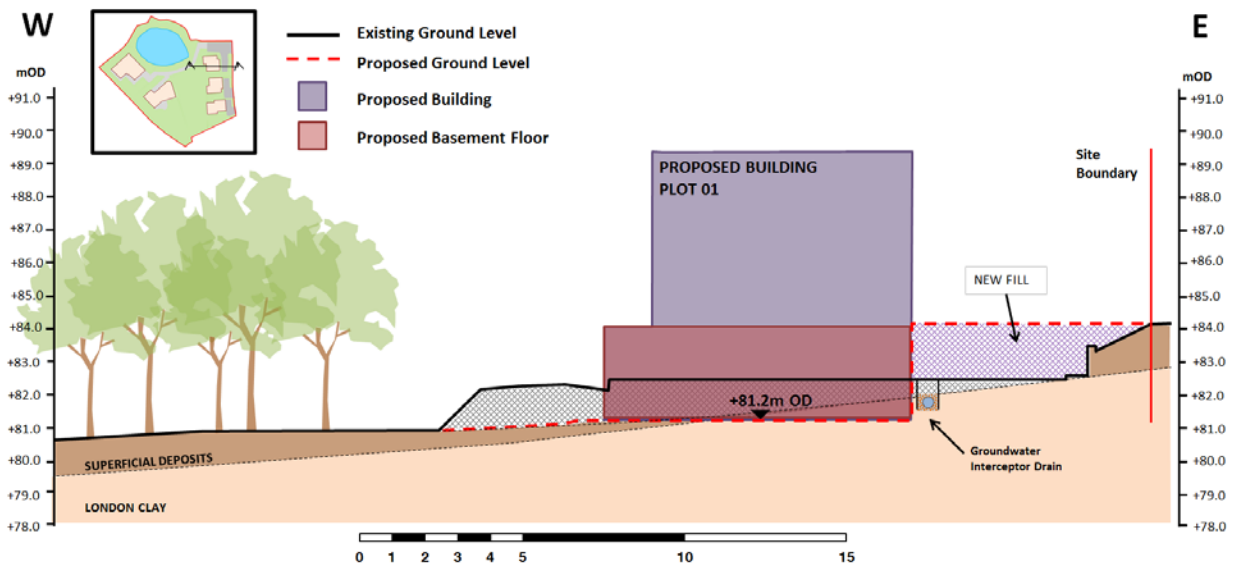 W
E
Existing Ground Level
Proposed Ground Level
Proposed Building
Proposed Basement Floor
mOD
+91.0
+90.0
+89.0
+88.0
+87.0
+86.0
+85.0
+84.0
+83.0
+82.0
+81.0
+80.0
+79.0
+78.0
mOD
+91.0
+90.0
+89.0
+88.0
+87.0
+86.0
+85.0
+84.0
+83.0
+82.0
+81.0
+80.0
+79.0
+78.0
PROPOSED BUILDING
PLOT 01
Site
Boundary
NEW FILL
+81.2m OD
Groundwater
Interceptor Drain
SUPERFICIAL DEPOSITS
LONDON CLAY
0 1 2 3 4 5 10 15